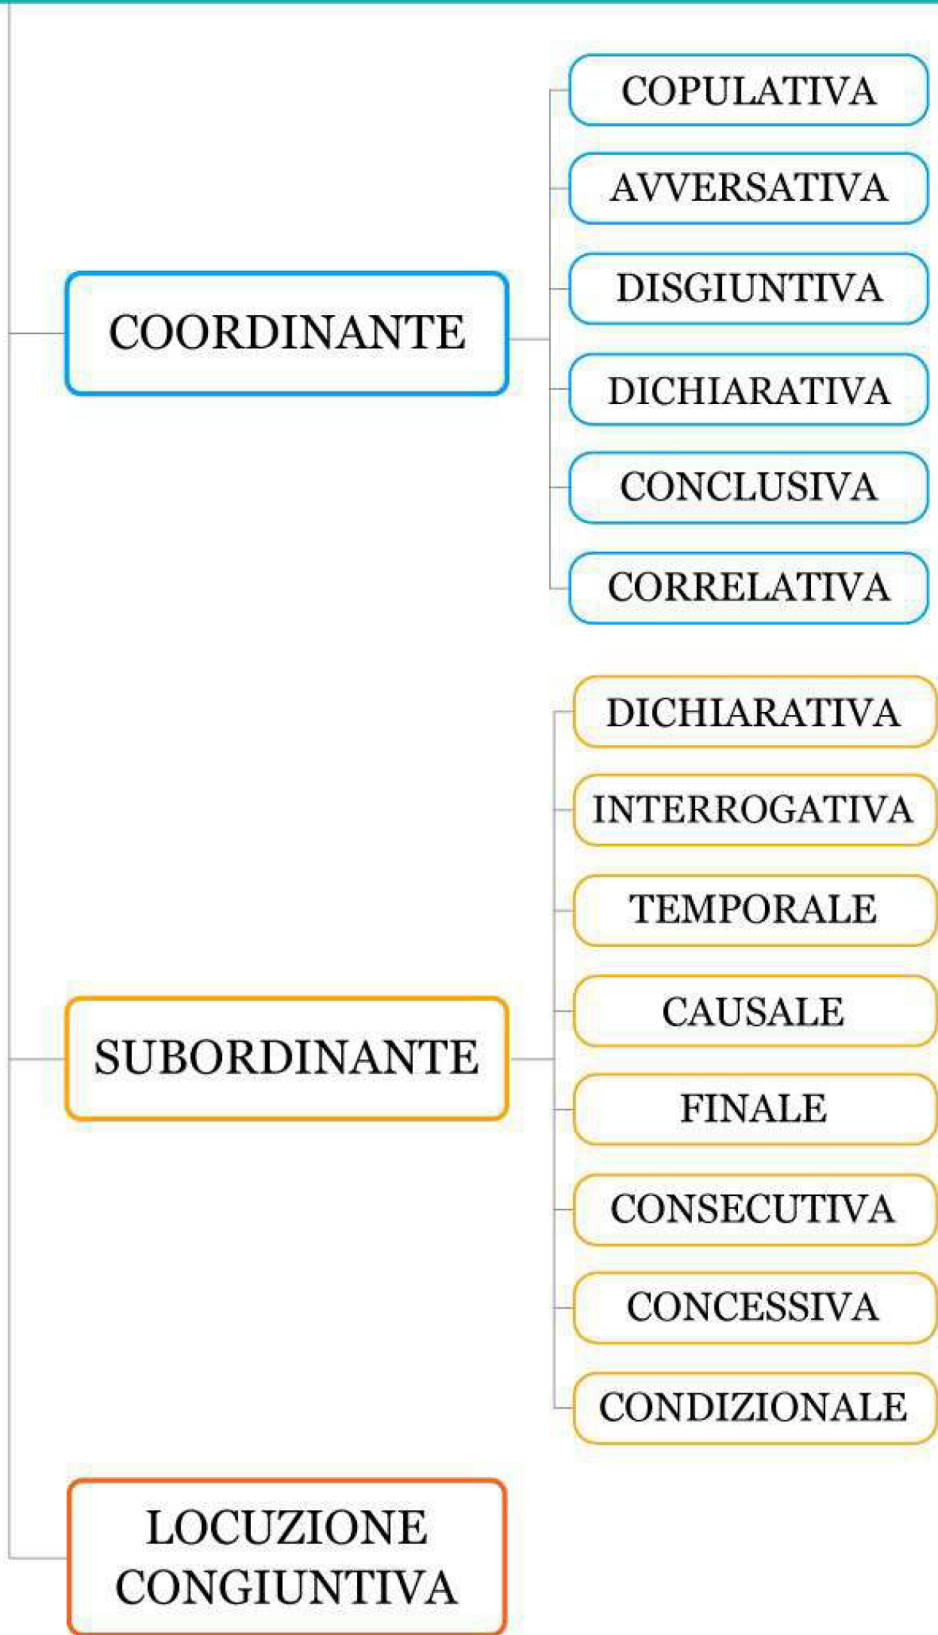 COORDINANTE
COPULATIVA
AVVERSATIVA
DISGIUNTIVA
DICHIARATIVA
CONCLUSIVA
CORRELATIVA
SUBORDINANTE
DICHIARATIVA
INTERROGATIVA
TEMPORALE
CAUSALE
FINALE
CONSECUTIVA
CONCESSIVA
CONDIZIONALE
LOCUZIONE
CONGIUNTIVA